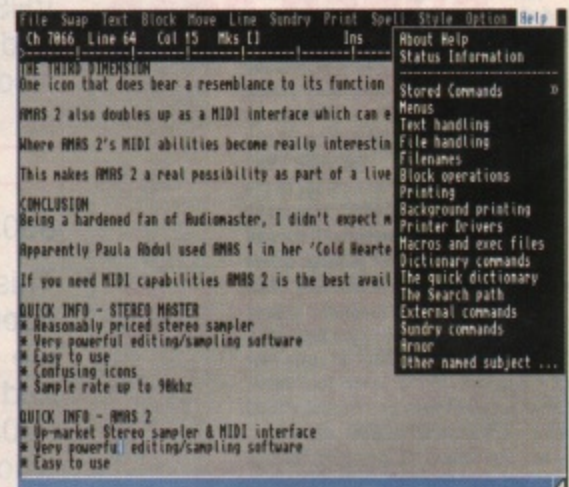 File Swap Text Block Move Line Sundry Print Spell Style Option Help
Ch 7066 Line 64 Col 15 Mks [] Ins
THE THIRD DIMENSION
One icon that does bear a resemblance to its function
AMAS 2 also doubles up as a MIDI interface which can e
Where AMAS 2's MIDI abilities become really interestin
This makes AMAS 2 a real possibility as part of a live
CONCLUSION
Being a hardened fan of Audiomaster, I didn't expect m
Apparently Paula Abdul used AMAS 1 in her 'Cold Hearte
If you need MIDI capabilities AMAS 2 is the best avail
QUICK INFO - STEREO MASTER
* Reasonably priced stereo sampler
* Very powerful editing/sampling software
* Easy to use
* Confusing icons
* Sample rate up to 90khz
QUICK INFO - AMAS 2
* Up-market Stereo sampler & MIDI interface
* Very powerful editing/sampling software
* Easy to use
About Help
Status Information
Stored Commands »
Menus
Text handling
File handling
Filenames
Block operations
Printing
Background printing
Printer Drivers
Macros and exec files
Dictionary commands
The quick dictionary
The Search path
External commands
Sundry commands
Arnor
Other named subject ...